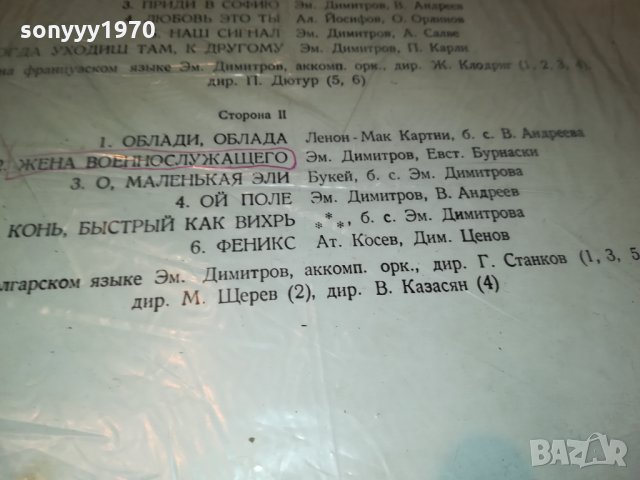 sonyyy1970
3. ПРИДИ В СОФИЮ Эм. Димитров, В. Андреев
4. ЛЮБОВЬ ЭТО ТЫ Ал. Йосифов, О. Орлинов
НАШ СИГНАЛ Эм. Димитров, А. Салве
КОГДА УХОДИШ ТАМ, К ДРУГОМУ Эм. Димитров, П. Карли
на французском языке Эм. Димитров, аккомп. орк., дир. Ж. Клодриг (1, 2, 3, 4),
дир. П. Дютур (5, 6)
Сторона II
1. ОБЛАДИ, ОБЛАДА Ленон-Мак Картни, б. с. В. Андреева
2. ЖЕНА ВОЕННОСЛУЖАЩЕГО Эм. Димитров, Евст. Бурнаски
3. О, МАЛЕНЬКАЯ ЭЛИ Букей, б. с. Эм. Димитрова
4. ОЙ ПОЛЕ Эм. Димитров, В. Андреев
КОНЬ, БЫСТРЫЙ КАК ВИХРЬ ***, б. с. Эм. Димитрова
6. ФЕНИКС Ат. Косев, Дим. Ценов
лгарском языке Эм. Димитров, аккомп. орк., дир. Г. Станков (1, 3, 5
дир. М. Щерев (2), дир. В. Казасян (4)
BAZAR